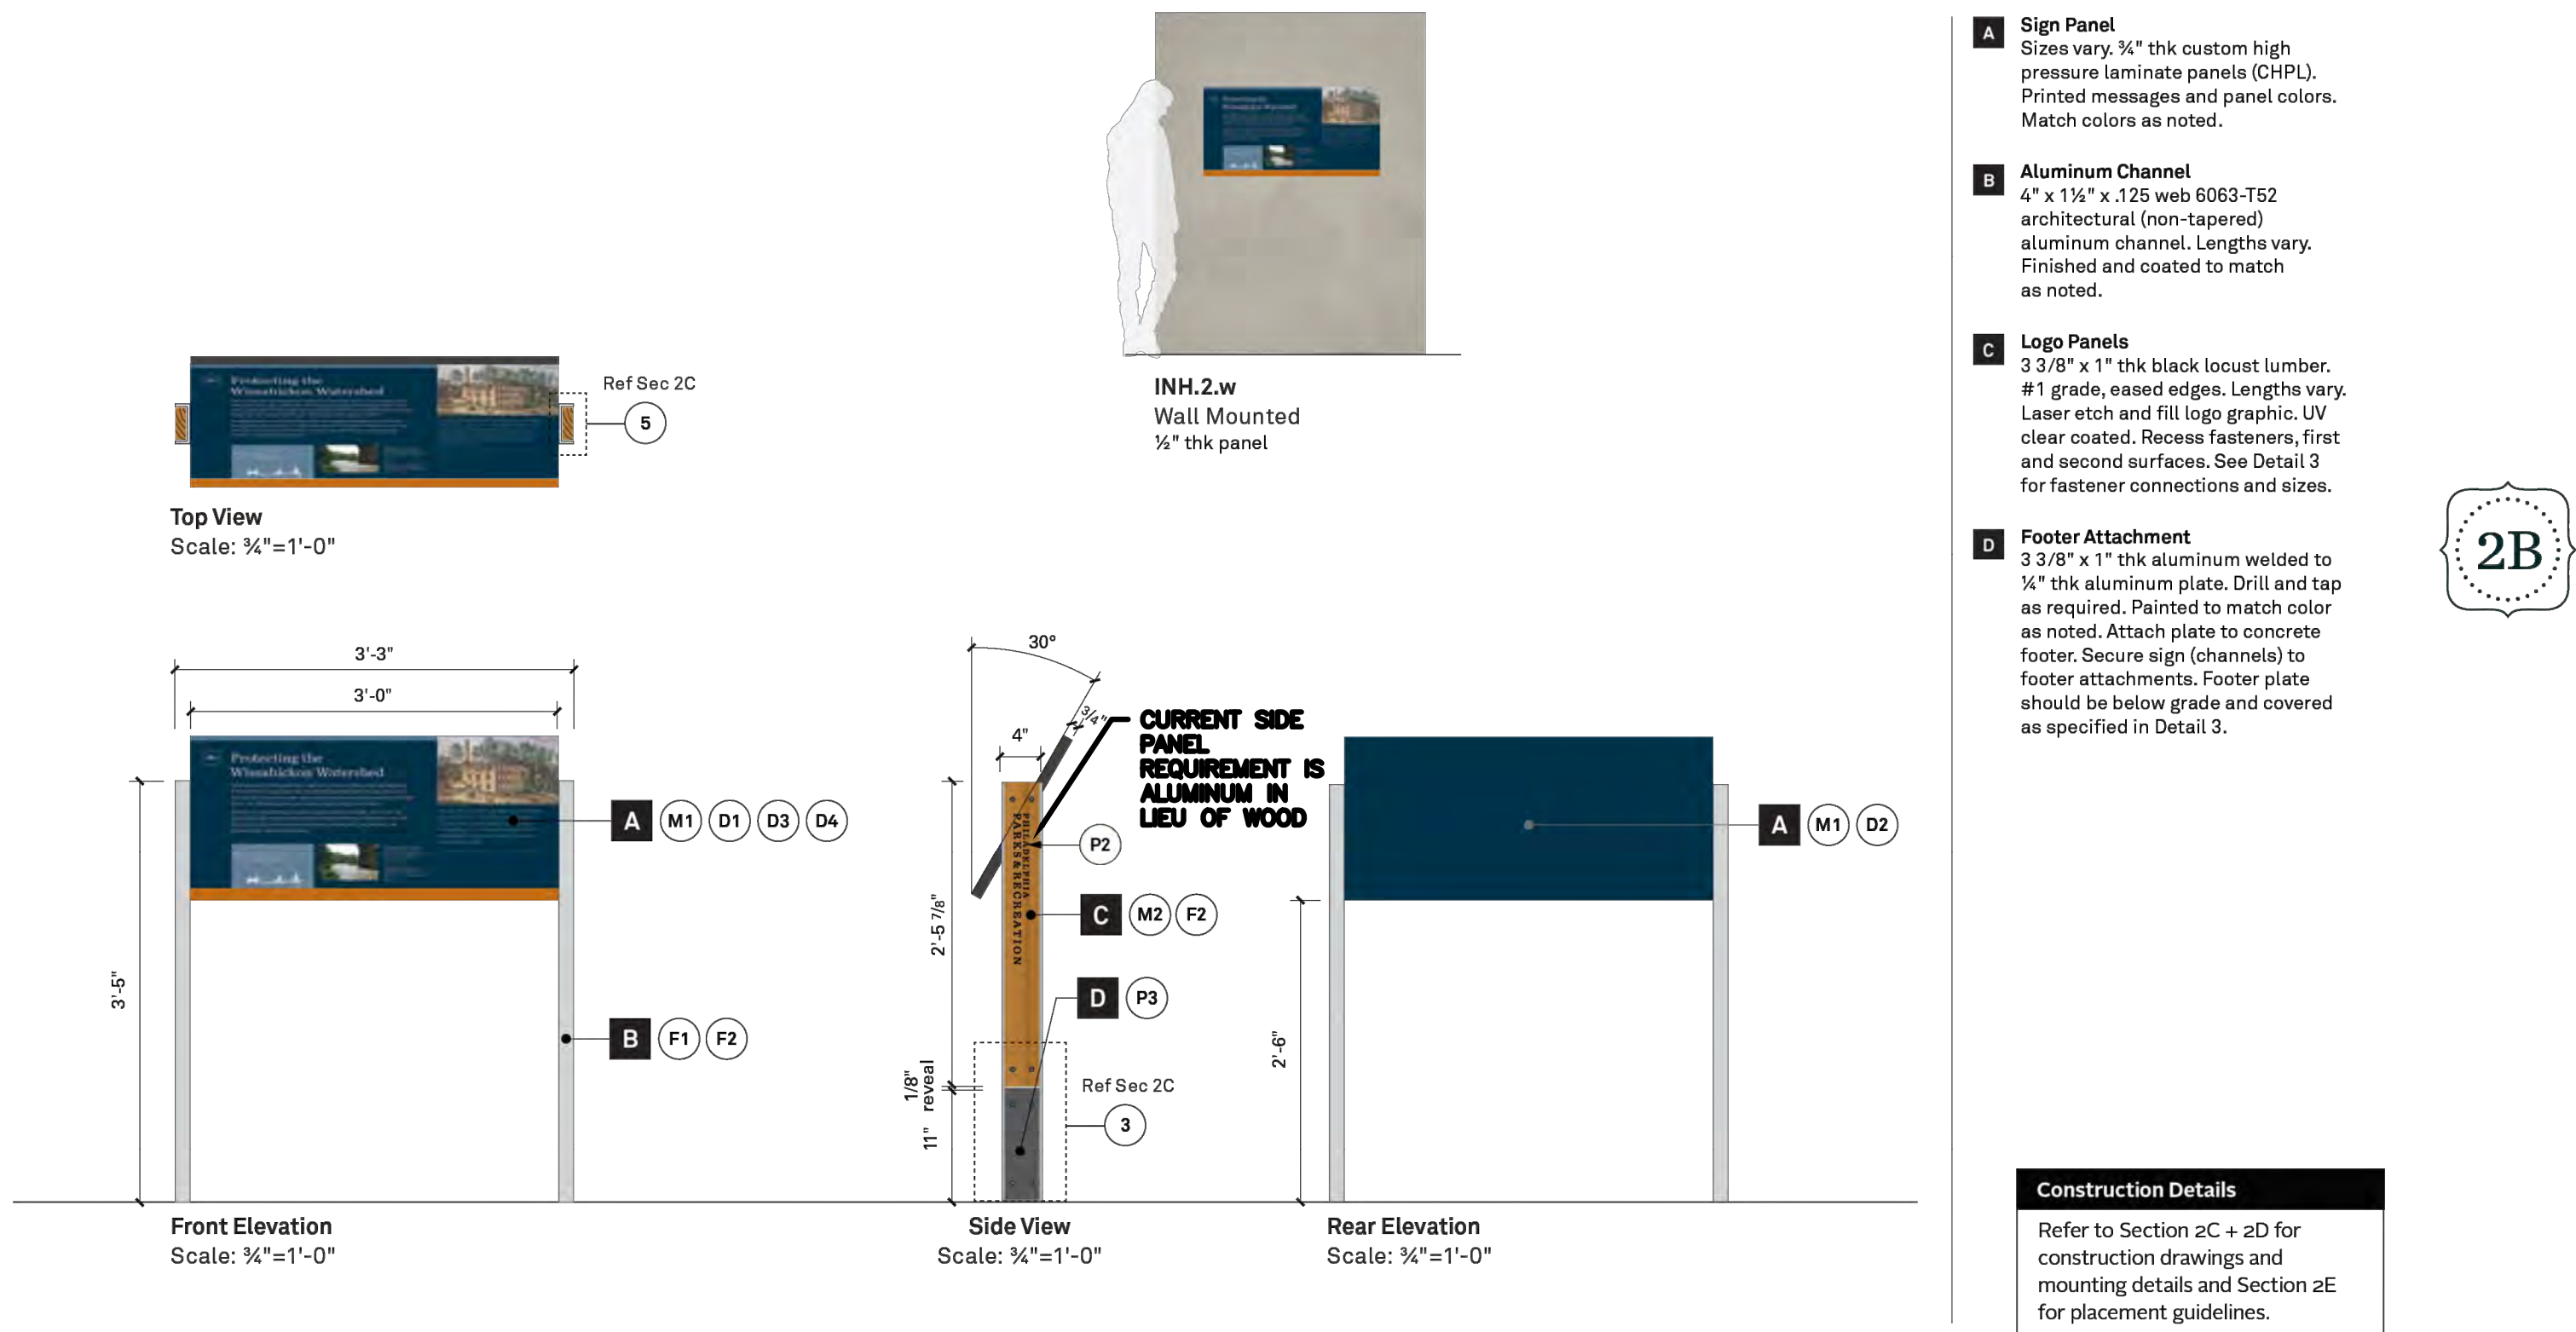 Protecting the
Wissahickon Watershed
Ref Sec 2C
5
Top View
Scale: ¾"=1'-0"
INH.2.w
Wall Mounted
½" thk panel
3'-3"
3'-0"
Protecting the
Wissahickon Watershed
3'-5"
A M1 D1 D3 D4
B F1 F2
Front Elevation
Scale: ¾"=1'-0"
30°
3/4"
4"
CURRENT SIDE
PANEL
REQUIREMENT IS
ALUMINUM IN
LIEU OF WOOD
PHILADELPHIA
PARKS & RECREATION
P2
C M2 F2
D P3
2'-5 7/8"
1/8"
reveal
11"
Ref Sec 2C
3
Side View
Scale: ¾"=1'-0"
A M1 D2
2'-6"
Rear Elevation
Scale: ¾"=1'-0"
A Sign Panel
Sizes vary. ¾" thk custom high
pressure laminate panels (CHPL).
Printed messages and panel colors.
Match colors as noted.
B Aluminum Channel
4" x 1½" x .125 web 6063-T52
architectural (non-tapered)
aluminum channel. Lengths vary.
Finished and coated to match
as noted.
C Logo Panels
3 3/8" x 1" thk black locust lumber.
#1 grade, eased edges. Lengths vary.
Laser etch and fill logo graphic. UV
clear coated. Recess fasteners, first
and second surfaces. See Detail 3
for fastener connections and sizes.
D Footer Attachment
3 3/8" x 1" thk aluminum welded to
¼" thk aluminum plate. Drill and tap
as required. Painted to match color
as noted. Attach plate to concrete
footer. Secure sign (channels) to
footer attachments. Footer plate
should be below grade and covered
as specified in Detail 3.
2B
Construction Details
Refer to Section 2C + 2D for
construction drawings and
mounting details and Section 2E
for placement guidelines.